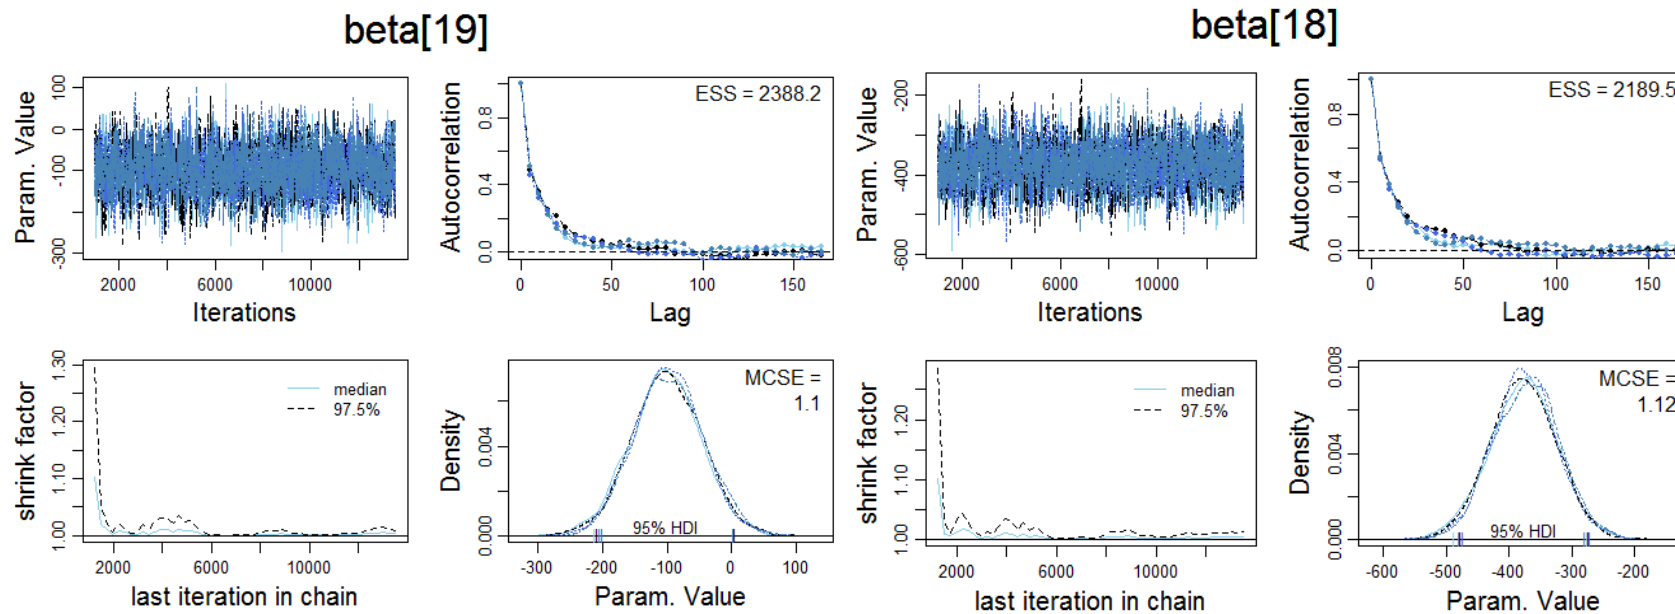 beta[19]
beta[18]
Param. Value
100
0
-100
-300
2000
6000
10000
Iterations
Autocorrelation
0.8
0.4
0.0
ESS = 2388.2
0
50
100
150
Lag
Param. Value
-200
-400
-600
2000
6000
10000
Iterations
Autocorrelation
0.8
0.4
0.0
ESS = 2189.5
0
50
100
150
Lag
shrink factor
1.30
1.20
1.10
1.00
median
97.5%
2000
6000
10000
last iteration in chain
Density
0.004
0.000
MCSE =
1.1
95% HDI
-300
-200
-100
0
100
Param. Value
shrink factor
1.20
1.10
1.00
median
97.5%
2000
6000
10000
last iteration in chain
Density
0.008
0.004
0.000
MCSE =
1.12
95% HDI
-600
-500
-400
-300
-200
Param. Value